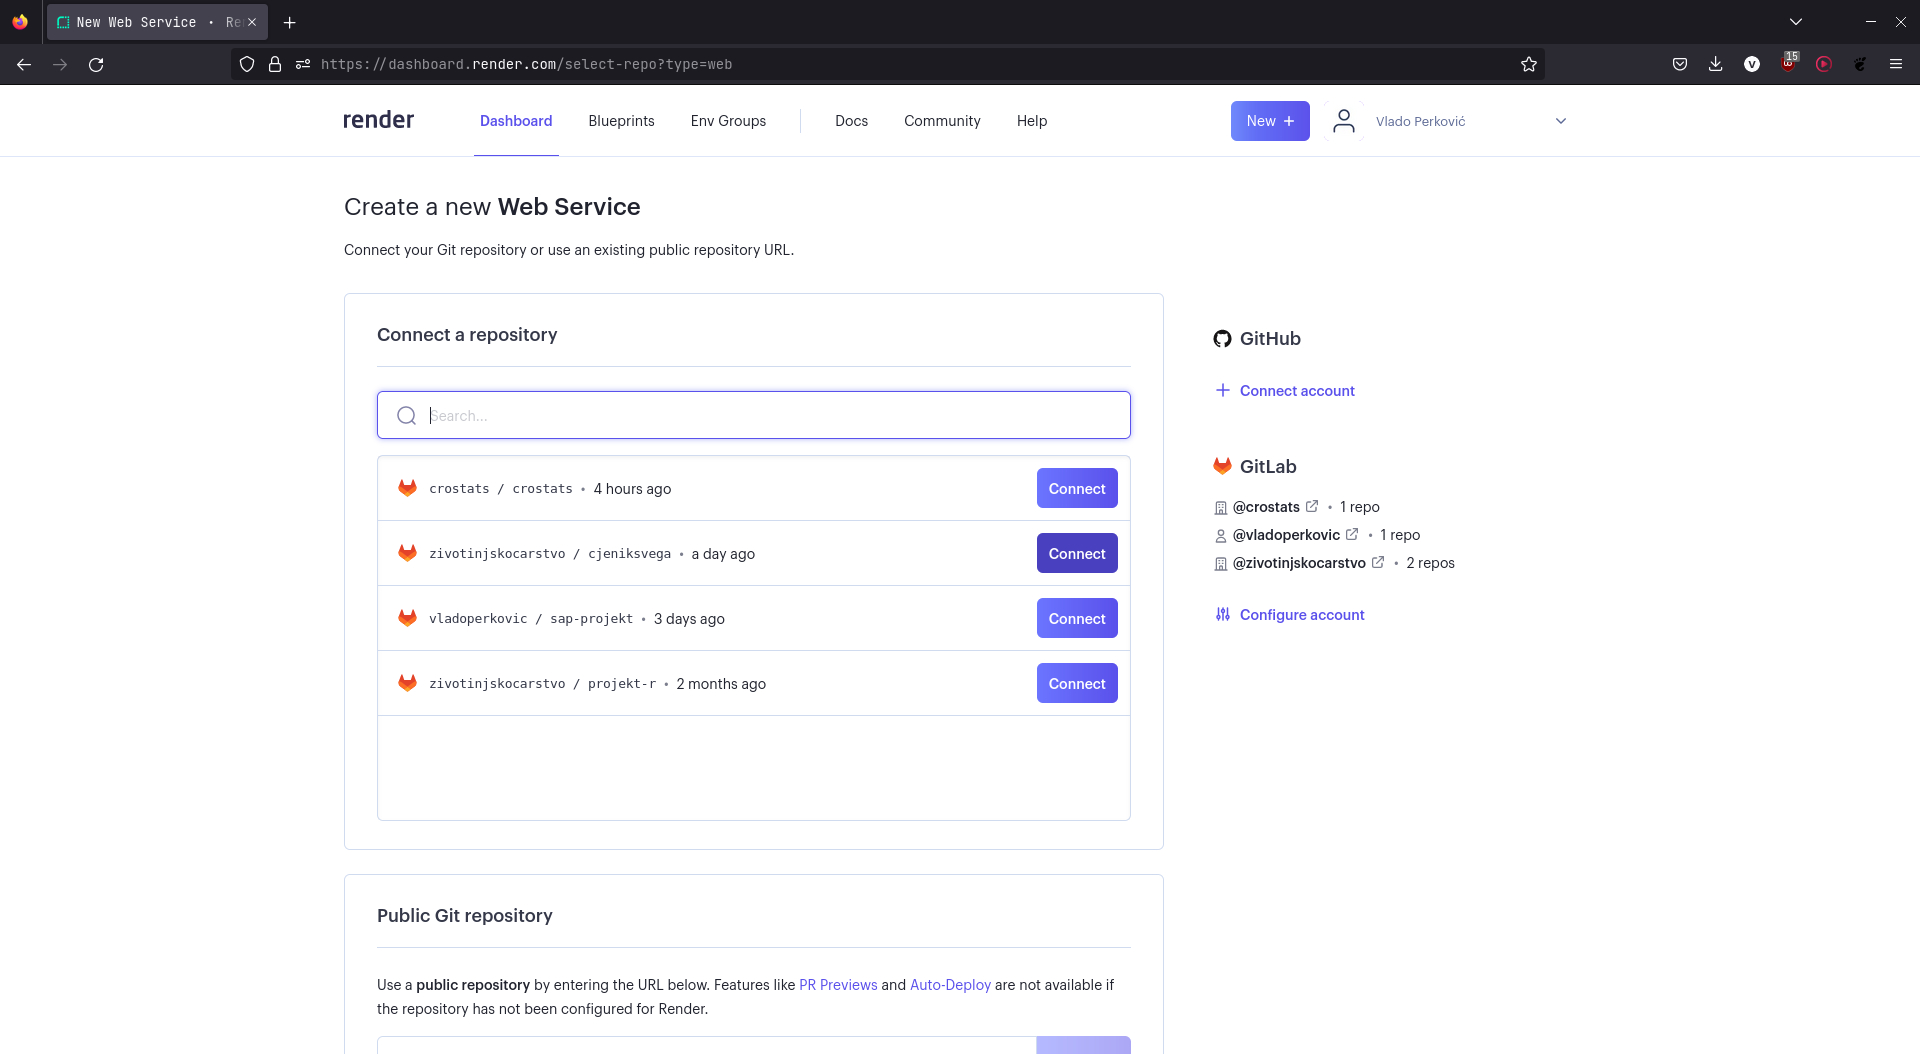 New Web Service · Re
https://dashboard.render.com/select-repo?type=web
15
render
Dashboard
Blueprints
Env Groups
Docs
Community
Help
New +
Vlado Perković
Create a new Web Service
Connect your Git repository or use an existing public repository URL.
Connect a repository
Search...
crostats / crostats • 4 hours ago
Connect
zivotinjskocarstvo / cjeniksvega • a day ago
Connect
vladoperkovic / sap-projekt • 3 days ago
Connect
zivotinjskocarstvo / projekt-r • 2 months ago
Connect
GitHub
Connect account
GitLab
@crostats • 1 repo
@vladoperkovic • 1 repo
@zivotinjskocarstvo • 2 repos
Configure account
Public Git repository
Use a public repository by entering the URL below. Features like PR Previews and Auto-Deploy are not available if
the repository has not been configured for Render.